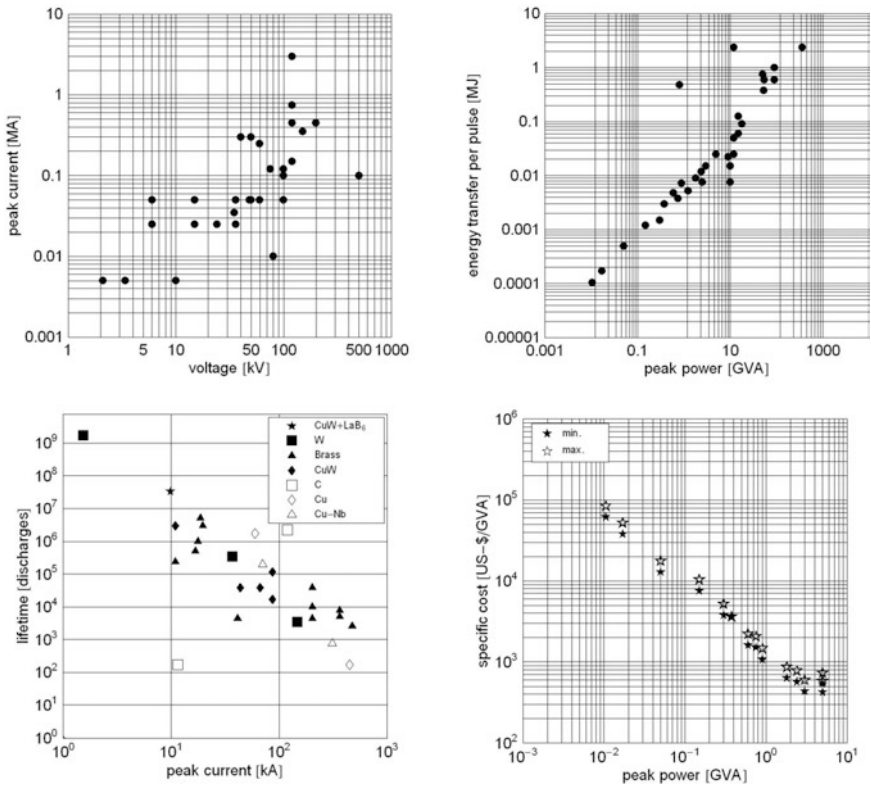 10
1
0.1
0.01
0.001
1
5
10
50
100
500
1000
peak current [MA]
voltage [kV]
10
1
0.1
0.01
0.001
0.0001
0.00001
0.001
0.1
10
1000
energy transfer per pulse [MJ]
peak power [GVA]
10⁹
10⁸
10⁷
10⁶
10⁵
10⁴
10³
10²
10¹
10⁰
10⁰
10¹
10²
10³
lifetime [discharges]
peak current [kA]
CuW+LaB₆
W
Brass
CuW
C
Cu
Cu-Nb
10⁶
10⁵
10⁴
10³
10²
10⁻³
10⁻²
10⁻¹
10⁰
10¹
specific cost [US-$/GVA]
peak power [GVA]
min.
max.